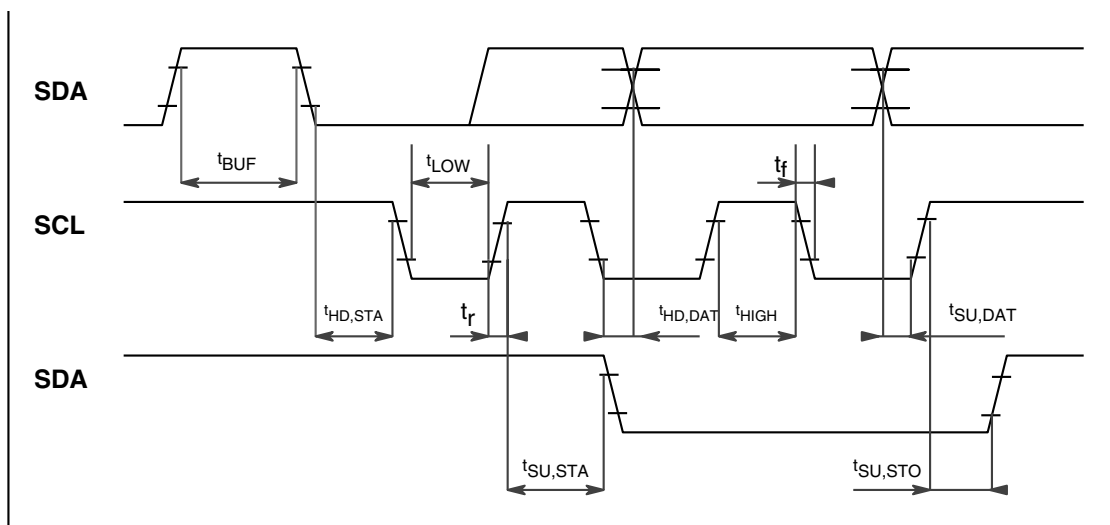 SDA
tBUF
tLOW
tf
SCL
tHD,STA
tr
tHD,DAT
tHIGH
tSU,DAT
SDA
tSU,STA
tSU,STO